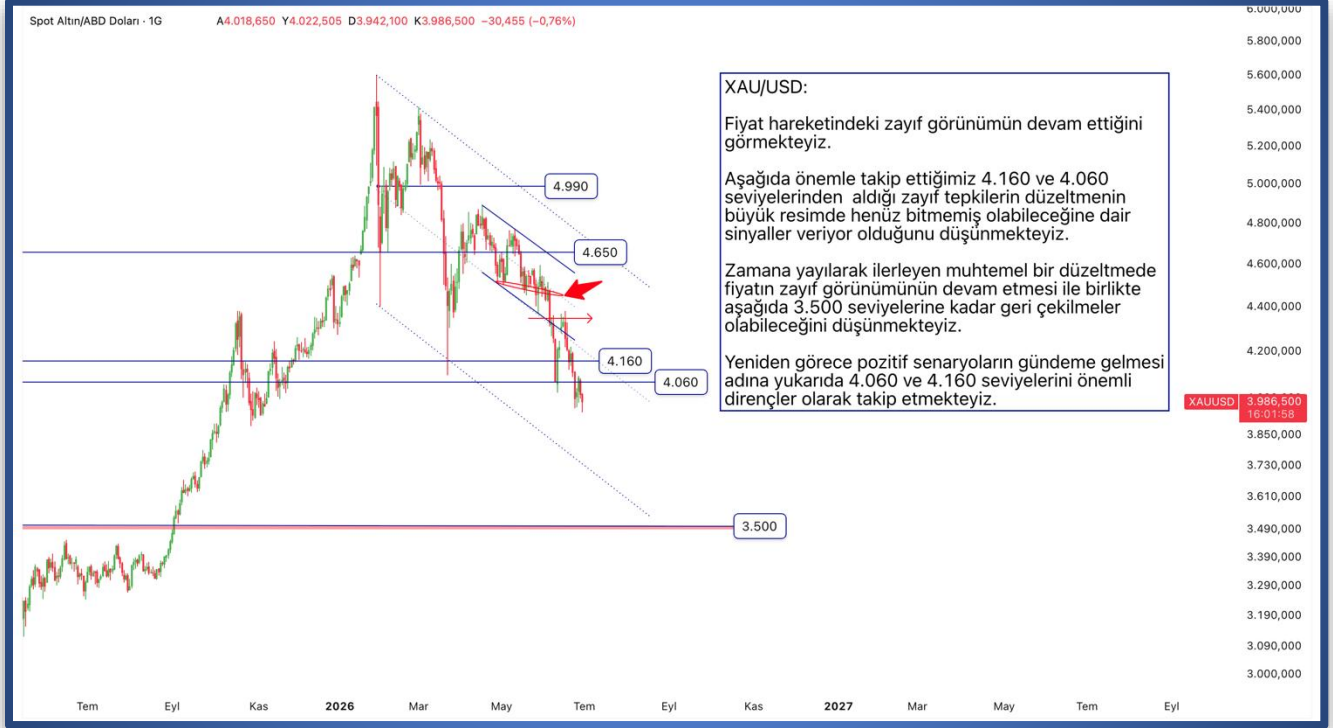 Spot Altın/ABD Doları · 1G A4.018,650 Y4.022,505 D3.942,100 K3.986,500 −30,455 (−0,76%)
XAU/USD:
Fiyat hareketindeki zayıf görünümün devam ettiğini
görmekteyiz.
Aşağıda önemle takip ettiğimiz 4.160 ve 4.060
seviyelerinden aldığı zayıf tepkilerin düzeltmenin
büyük resimde henüz bitmemiş olabileceğine dair
sinyaller veriyor olduğunu düşünmekteyiz.
Zamana yayılarak ilerleyen muhtemel bir düzeltmede
fiyatın zayıf görünümünün devam etmesi ile birlikte
aşağıda 3.500 seviyelerine kadar geri çekilmeler
olabileceğini düşünmekteyiz.
Yeniden görece pozitif senaryoların gündeme gelmesi
adına yukarıda 4.060 ve 4.160 seviyelerini önemli
dirençler olarak takip etmekteyiz.
4.990
4.650
4.160
4.060
3.500
6.000,000
5.800,000
5.600,000
5.400,000
5.200,000
5.000,000
4.800,000
4.600,000
4.400,000
4.200,000
XAUUSD 3.986,500
16:01:58
3.850,000
3.730,000
3.610,000
3.490,000
3.390,000
3.290,000
3.190,000
3.090,000
3.000,000
Tem Eyl Kas 2026 Mar May Tem Eyl Kas 2027 Mar May Tem Eyl